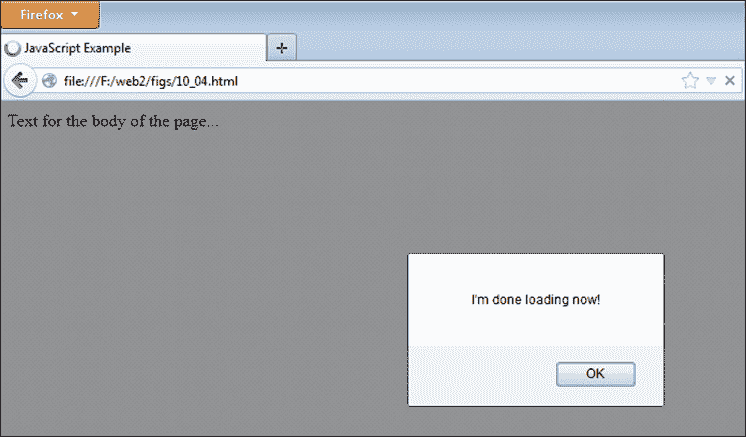 Firefox
JavaScript Example
file:///F:/web2/figs/10_04.html
Text for the body of the page...
I'm done loading now!
OK